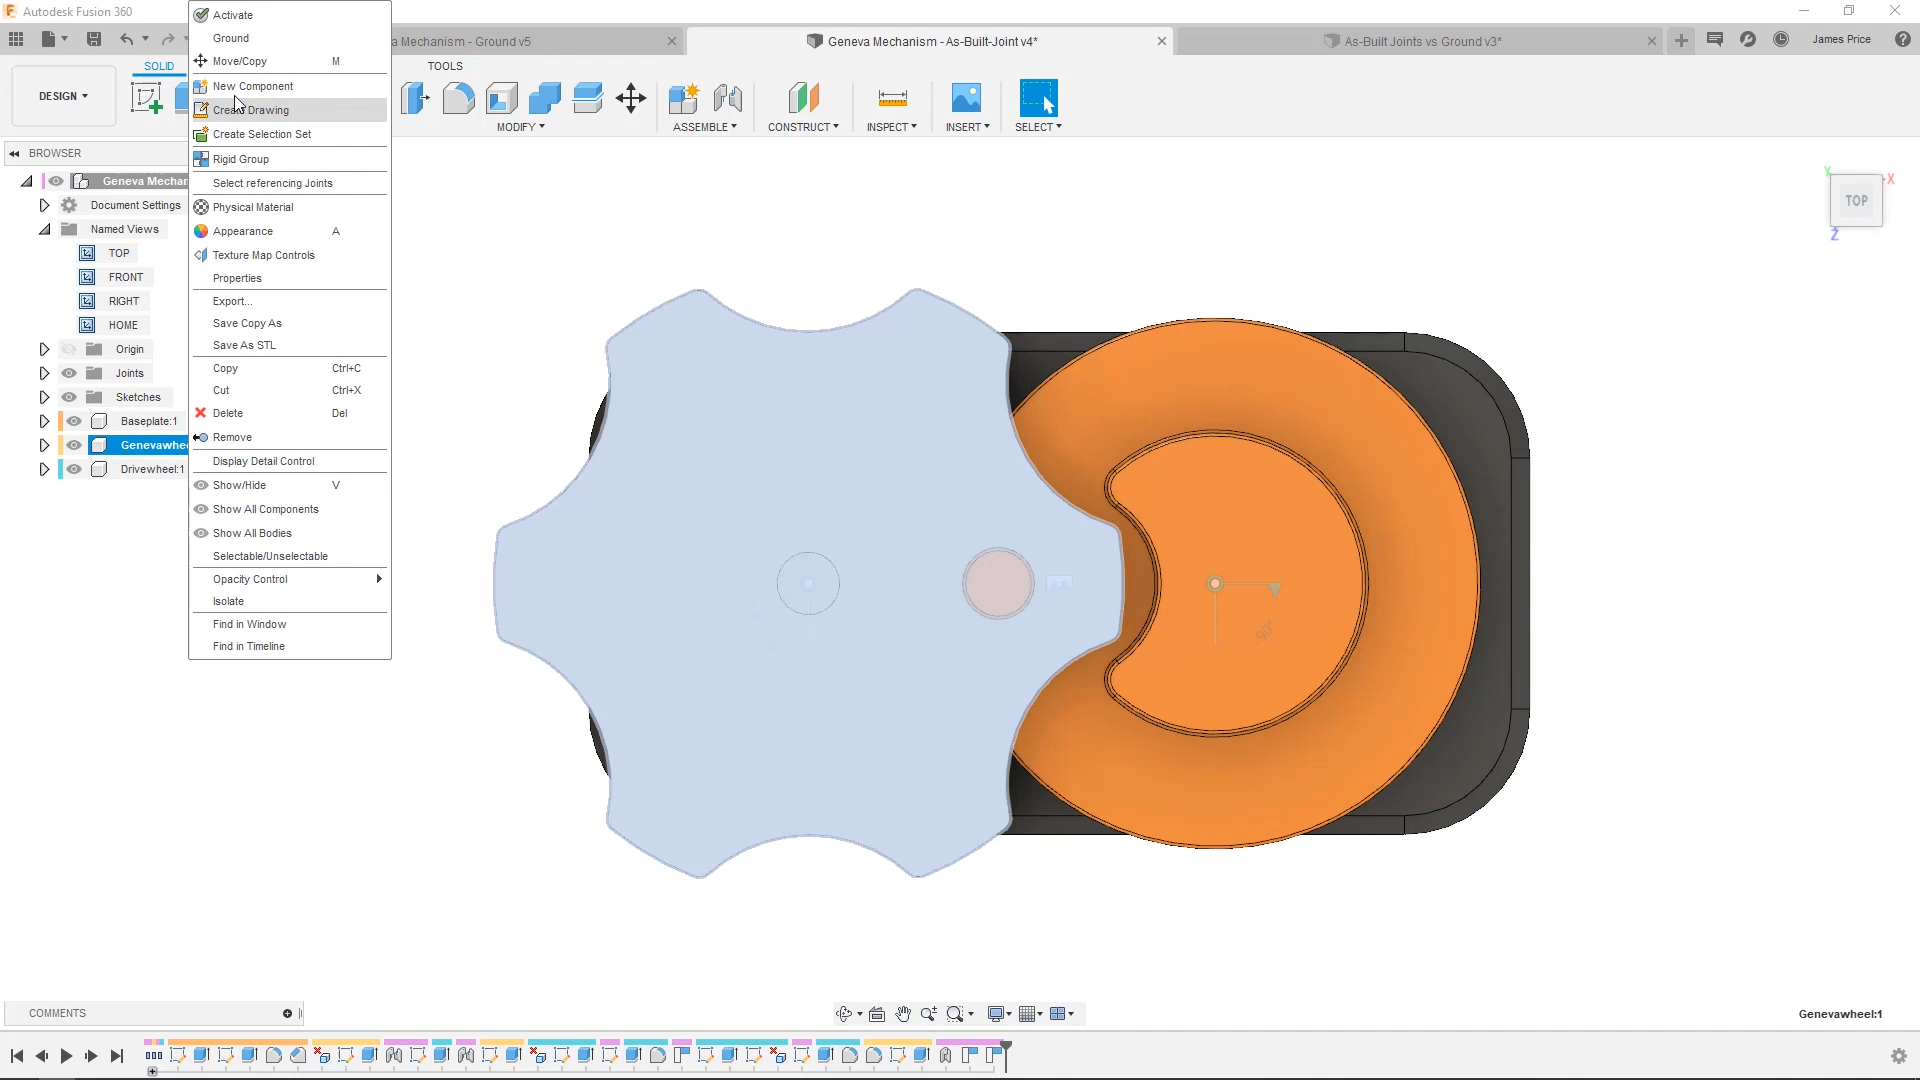 Autodesk Fusion 360
a Mechanism - Ground v5
Geneva Mechanism - As-Built-Joint v4*
As-Built Joints vs Ground v3*
James Price
SOLID
TOOLS
DESIGN
MODIFY
ASSEMBLE
CONSTRUCT
INSPECT
INSERT
SELECT
BROWSER
Geneva Mechan
Document Settings
Named Views
TOP
FRONT
RIGHT
HOME
Origin
Joints
Sketches
Baseplate:1
Genevawhee
Drivewheel:1
Activate
Ground
Move/Copy M
New Component
Create Drawing
Create Selection Set
Rigid Group
Select referencing Joints
Physical Material
Appearance A
Texture Map Controls
Properties
Export...
Save Copy As
Save As STL
Copy Ctrl+C
Cut Ctrl+X
Delete Del
Remove
Display Detail Control
Show/Hide V
Show All Components
Show All Bodies
Selectable/Unselectable
Opacity Control
Isolate
Find in Window
Find in Timeline
Y
X
TOP
Z
90°
COMMENTS
Genevawheel:1